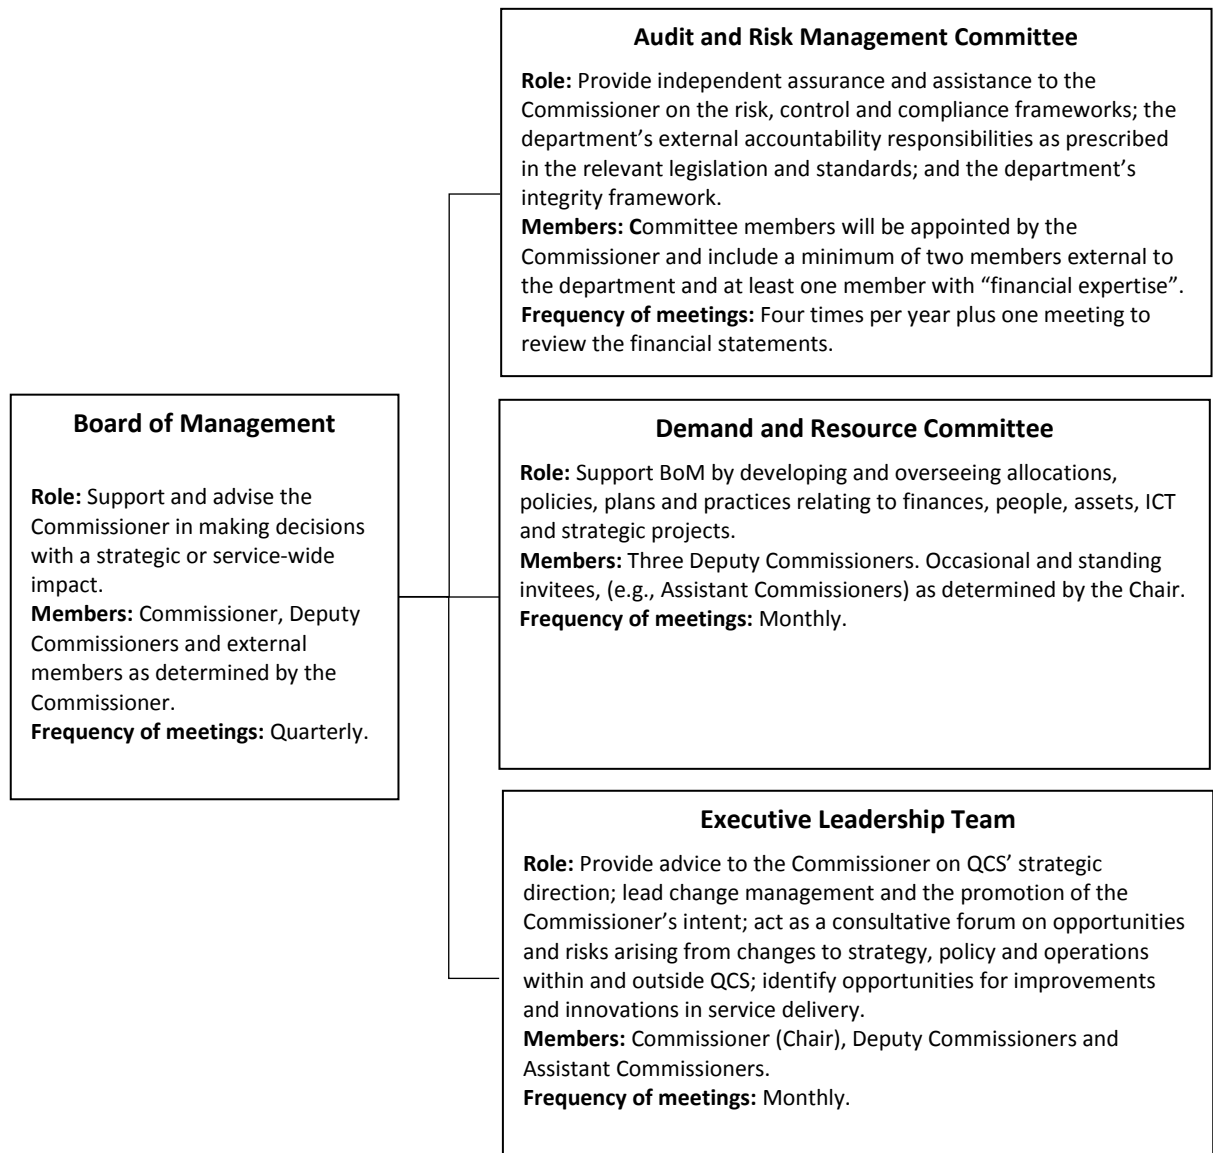 Audit and Risk Management Committee
Role: Provide independent assurance and assistance to the
Commissioner on the risk, control and compliance frameworks; the
department’s external accountability responsibilities as prescribed
in the relevant legislation and standards; and the department’s
integrity framework.
Members: Committee members will be appointed by the
Commissioner and include a minimum of two members external to
the department and at least one member with “financial expertise”.
Frequency of meetings: Four times per year plus one meeting to
review the financial statements.
Board of Management
Role: Support and advise the
Commissioner in making decisions
with a strategic or service-wide
impact.
Members: Commissioner, Deputy
Commissioners and external
members as determined by the
Commissioner.
Frequency of meetings: Quarterly.
Demand and Resource Committee
Role: Support BoM by developing and overseeing allocations,
policies, plans and practices relating to finances, people, assets, ICT
and strategic projects.
Members: Three Deputy Commissioners. Occasional and standing
invitees, (e.g., Assistant Commissioners) as determined by the Chair.
Frequency of meetings: Monthly.
Executive Leadership Team
Role: Provide advice to the Commissioner on QCS’ strategic
direction; lead change management and the promotion of the
Commissioner’s intent; act as a consultative forum on opportunities
and risks arising from changes to strategy, policy and operations
within and outside QCS; identify opportunities for improvements
and innovations in service delivery.
Members: Commissioner (Chair), Deputy Commissioners and
Assistant Commissioners.
Frequency of meetings: Monthly.